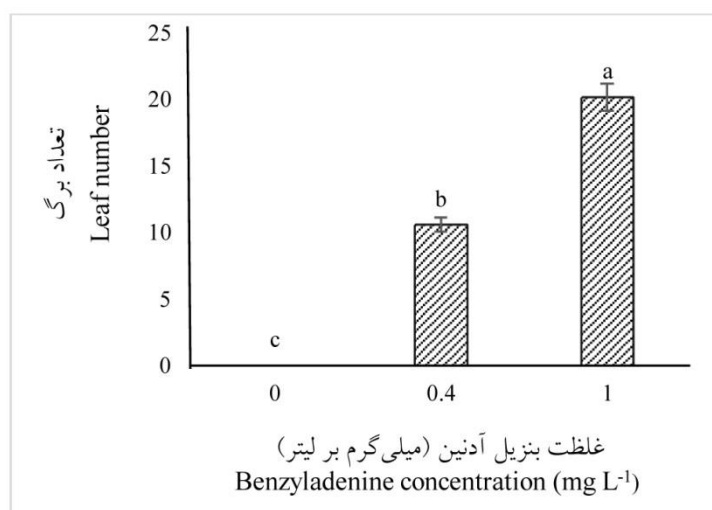 25
20
15
10
5
0
تعداد برگ
Leaf number
c
b
a
0
0.4
1
غلظت بنزیل آدنین (میلی‌گرم بر لیتر)
Benzyladenine concentration (mg L⁻¹)